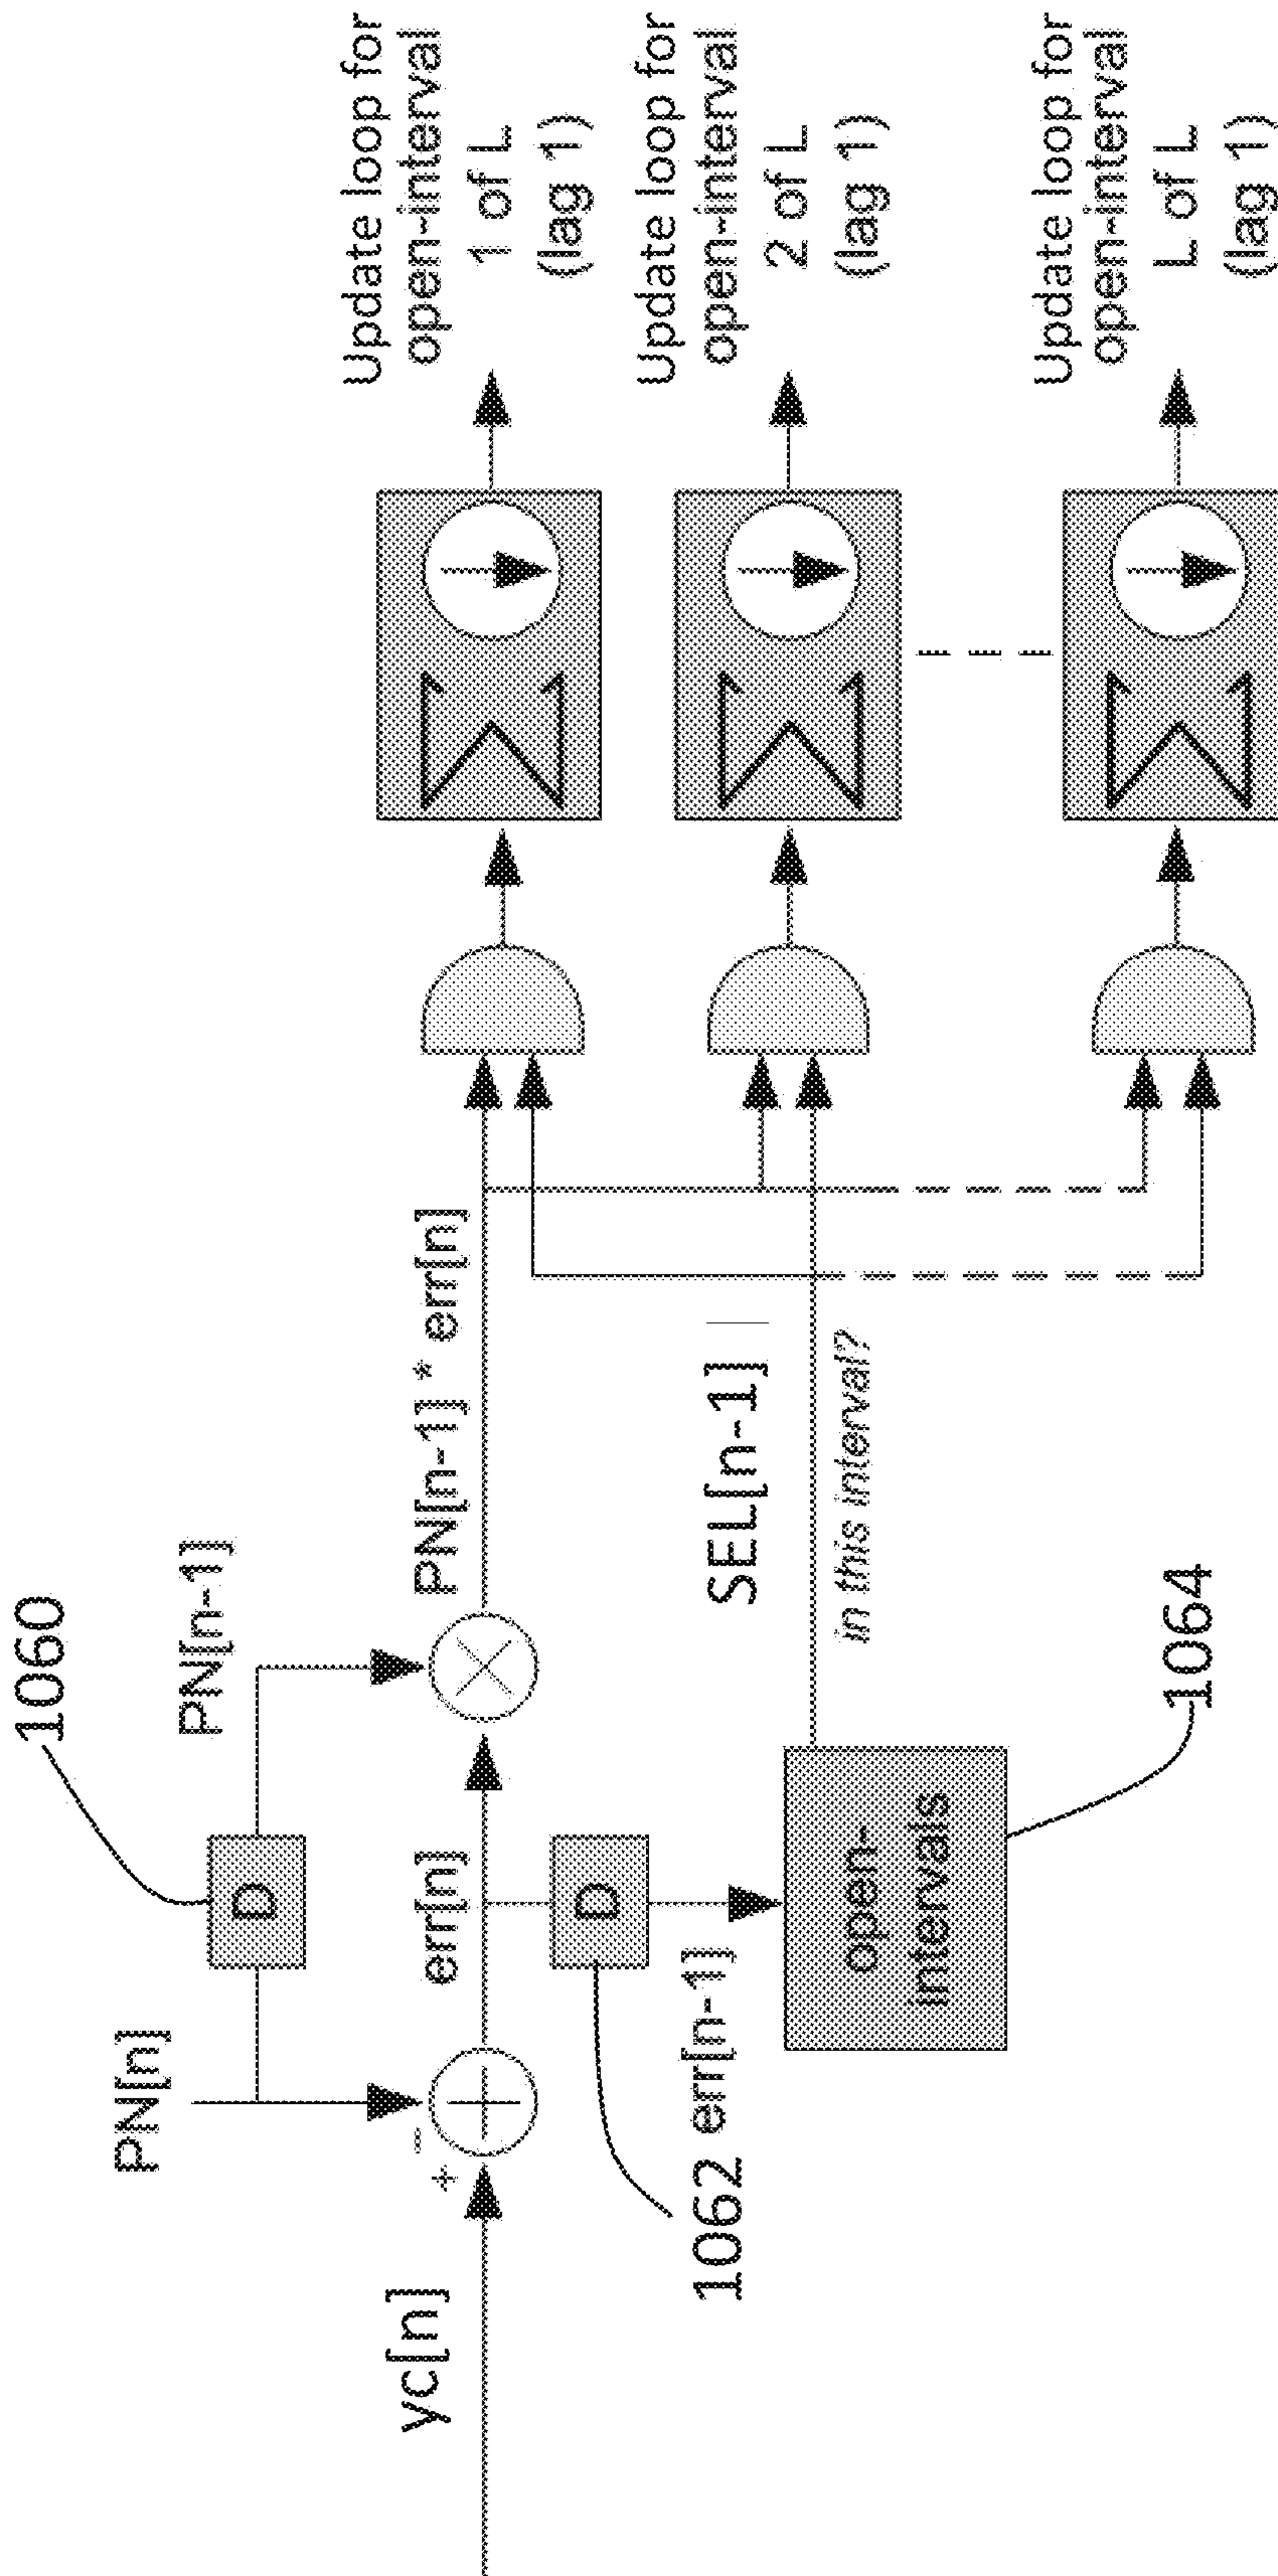 1060
PN[n]
D
PN[n-1]
yc[n]
+
-
err[n]
PN[n-1] * err[n]
Update loop for
open-interval
1 of L
(lag 1)
D
1062
err[n-1]
SEL[n-1]
Σ
Update loop for
open-interval
2 of L
(lag 1)
open-
intervals
in this interval?
Σ
1064
Σ
Update loop for
open-interval
L of L
(lag 1)